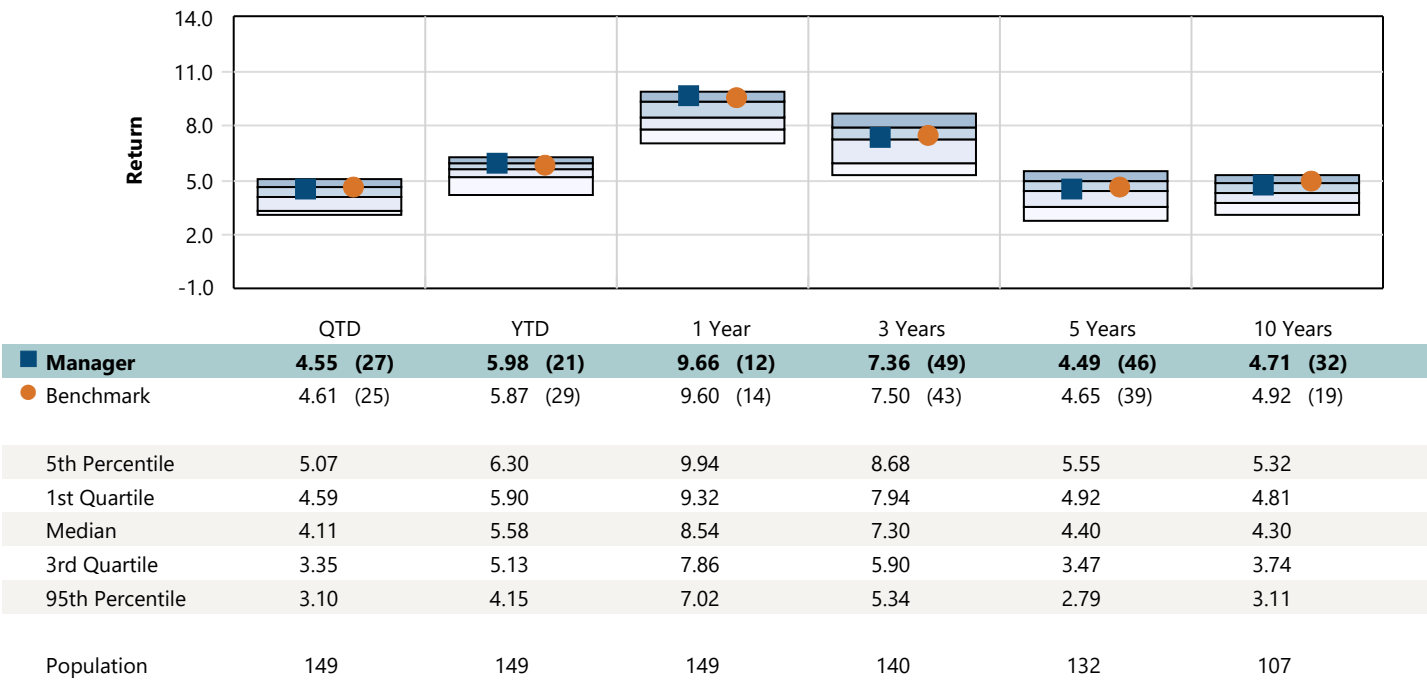 14.0
11.0
8.0
5.0
2.0
-1.0
Return
QTD YTD 1 Year 3 Years 5 Years 10 Years
Manager 4.55 (27) 5.98 (21) 9.66 (12) 7.36 (49) 4.49 (46) 4.71 (32)
Benchmark 4.61 (25) 5.87 (29) 9.60 (14) 7.50 (43) 4.65 (39) 4.92 (19)
5th Percentile 5.07 6.30 9.94 8.68 5.55 5.32
1st Quartile 4.59 5.90 9.32 7.94 4.92 4.81
Median 4.11 5.58 8.54 7.30 4.40 4.30
3rd Quartile 3.35 5.13 7.86 5.90 3.47 3.74
95th Percentile 3.10 4.15 7.02 5.34 2.79 3.11
Population 149 149 149 140 132 107